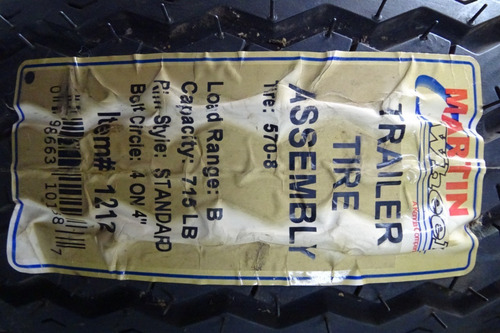 MARTIN
Wheel
TRAILER
TIRE
ASSEMBLY
Tire: 570-8
Load Range: B
Capacity: 715 LB
Rim Style: STANDARD
Bolt Circle: 4 ON 4"
Item# 1212